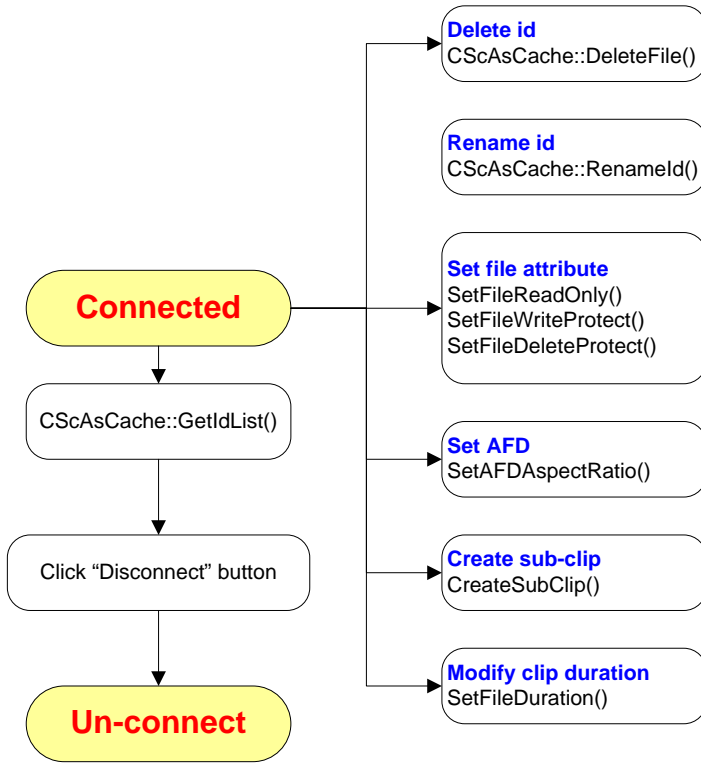 Delete id
CScAsCache::DeleteFile()
Rename id
CScAsCache::RenameId()
Set file attribute
SetFileReadOnly()
SetFileWriteProtect()
SetFileDeleteProtect()
Connected
CScAsCache::GetIdList()
Set AFD
SetAFDAspectRatio()
Click “Disconnect” button
Create sub-clip
CreateSubClip()
Modify clip duration
SetFileDuration()
Un-connect